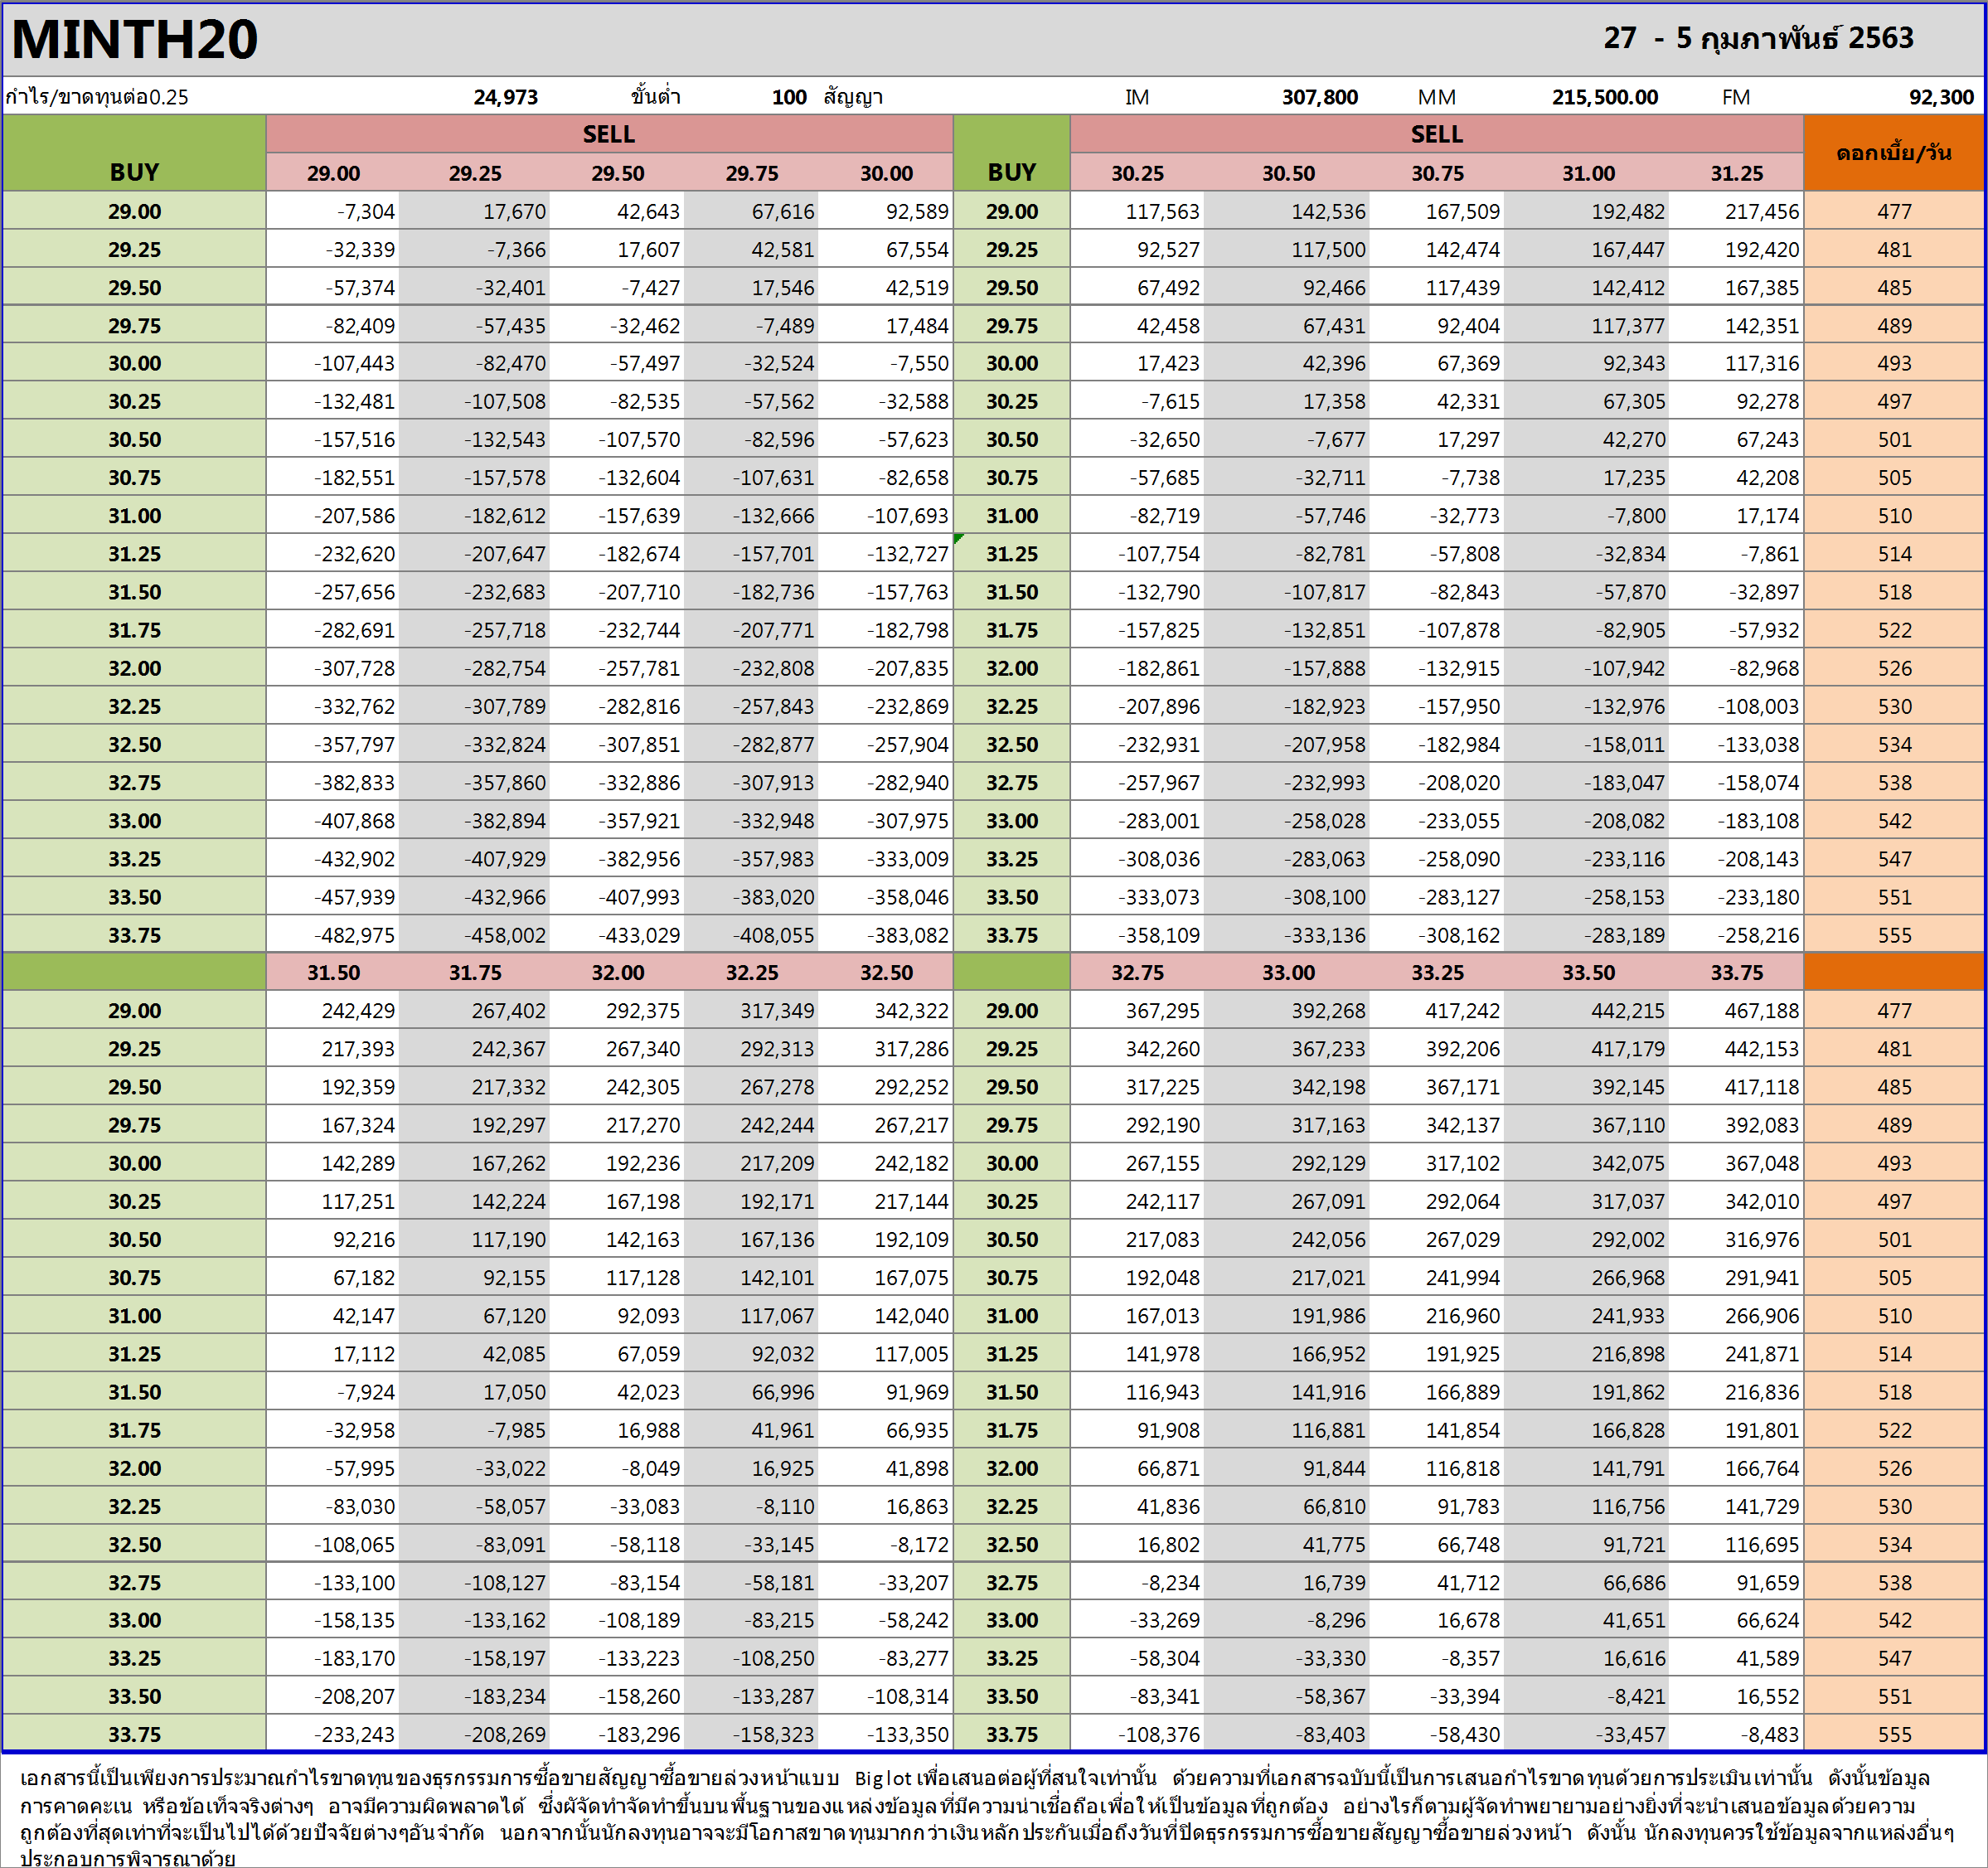 MINTH20 27 - 5 กุมภาพันธ์ 2563
กำไร/ขาดทุนต่อ0.25 24,973 ขั้นต่ำ 100 สัญญา IM 307,800 MM 215,500.00 FM 92,300
BUY SELL BUY SELL ดอกเบี้ย/วัน
29.00 29.25 29.50 29.75 30.00 30.25 30.50 30.75 31.00 31.25
29.00 -7,304 17,670 42,643 67,616 92,589 29.00 117,563 142,536 167,509 192,482 217,456 477
29.25 -32,339 -7,366 17,607 42,581 67,554 29.25 92,527 117,500 142,474 167,447 192,420 481
29.50 -57,374 -32,401 -7,427 17,546 42,519 29.50 67,492 92,466 117,439 142,412 167,385 485
29.75 -82,409 -57,435 -32,462 -7,489 17,484 29.75 42,458 67,431 92,404 117,377 142,351 489
30.00 -107,443 -82,470 -57,497 -32,524 -7,550 30.00 17,423 42,396 67,369 92,343 117,316 493
30.25 -132,481 -107,508 -82,535 -57,562 -32,588 30.25 -7,615 17,358 42,331 67,305 92,278 497
30.50 -157,516 -132,543 -107,570 -82,596 -57,623 30.50 -32,650 -7,677 17,297 42,270 67,243 501
30.75 -182,551 -157,578 -132,604 -107,631 -82,658 30.75 -57,685 -32,711 -7,738 17,235 42,208 505
31.00 -207,586 -182,612 -157,639 -132,666 -107,693 31.00 -82,719 -57,746 -32,773 -7,800 17,174 510
31.25 -232,620 -207,647 -182,674 -157,701 -132,727 31.25 -107,754 -82,781 -57,808 -32,834 -7,861 514
31.50 -257,656 -232,683 -207,710 -182,736 -157,763 31.50 -132,790 -107,817 -82,843 -57,870 -32,897 518
31.75 -282,691 -257,718 -232,744 -207,771 -182,798 31.75 -157,825 -132,851 -107,878 -82,905 -57,932 522
32.00 -307,728 -282,754 -257,781 -232,808 -207,835 32.00 -182,861 -157,888 -132,915 -107,942 -82,968 526
32.25 -332,762 -307,789 -282,816 -257,843 -232,869 32.25 -207,896 -182,923 -157,950 -132,976 -108,003 530
32.50 -357,797 -332,824 -307,851 -282,877 -257,904 32.50 -232,931 -207,958 -182,984 -158,011 -133,038 534
32.75 -382,833 -357,860 -332,886 -307,913 -282,940 32.75 -257,967 -232,993 -208,020 -183,047 -158,074 538
33.00 -407,868 -382,894 -357,921 -332,948 -307,975 33.00 -283,001 -258,028 -233,055 -208,082 -183,108 542
33.25 -432,902 -407,929 -382,956 -357,983 -333,009 33.25 -308,036 -283,063 -258,090 -233,116 -208,143 547
33.50 -457,939 -432,966 -407,993 -383,020 -358,046 33.50 -333,073 -308,100 -283,127 -258,153 -233,180 551
33.75 -482,975 -458,002 -433,029 -408,055 -383,082 33.75 -358,109 -333,136 -308,162 -283,189 -258,216 555
31.50 31.75 32.00 32.25 32.50 32.75 33.00 33.25 33.50 33.75
29.00 242,429 267,402 292,375 317,349 342,322 29.00 367,295 392,268 417,242 442,215 467,188 477
29.25 217,393 242,367 267,340 292,313 317,286 29.25 342,260 367,233 392,206 417,179 442,153 481
29.50 192,359 217,332 242,305 267,278 292,252 29.50 317,225 342,198 367,171 392,145 417,118 485
29.75 167,324 192,297 217,270 242,244 267,217 29.75 292,190 317,163 342,137 367,110 392,083 489
30.00 142,289 167,262 192,236 217,209 242,182 30.00 267,155 292,129 317,102 342,075 367,048 493
30.25 117,251 142,224 167,198 192,171 217,144 30.25 242,117 267,091 292,064 317,037 342,010 497
30.50 92,216 117,190 142,163 167,136 192,109 30.50 217,083 242,056 267,029 292,002 316,976 501
30.75 67,182 92,155 117,128 142,101 167,075 30.75 192,048 217,021 241,994 266,968 291,941 505
31.00 42,147 67,120 92,093 117,067 142,040 31.00 167,013 191,986 216,960 241,933 266,906 510
31.25 17,112 42,085 67,059 92,032 117,005 31.25 141,978 166,952 191,925 216,898 241,871 514
31.50 -7,924 17,050 42,023 66,996 91,969 31.50 116,943 141,916 166,889 191,862 216,836 518
31.75 -32,958 -7,985 16,988 41,961 66,935 31.75 91,908 116,881 141,854 166,828 191,801 522
32.00 -57,995 -33,022 -8,049 16,925 41,898 32.00 66,871 91,844 116,818 141,791 166,764 526
32.25 -83,030 -58,057 -33,083 -8,110 16,863 32.25 41,836 66,810 91,783 116,756 141,729 530
32.50 -108,065 -83,091 -58,118 -33,145 -8,172 32.50 16,802 41,775 66,748 91,721 116,695 534
32.75 -133,100 -108,127 -83,154 -58,181 -33,207 32.75 -8,234 16,739 41,712 66,686 91,659 538
33.00 -158,135 -133,162 -108,189 -83,215 -58,242 33.00 -33,269 -8,296 16,678 41,651 66,624 542
33.25 -183,170 -158,197 -133,223 -108,250 -83,277 33.25 -58,304 -33,330 -8,357 16,616 41,589 547
33.50 -208,207 -183,234 -158,260 -133,287 -108,314 33.50 -83,341 -58,367 -33,394 -8,421 16,552 551
33.75 -233,243 -208,269 -183,296 -158,323 -133,350 33.75 -108,376 -83,403 -58,430 -33,457 -8,483 555
เอกสารนี้เป็นเพียงการประมาณกำไรขาดทุนของธุรกรรมการซื้อขายสัญญาซื้อขายล่วงหน้าแบบ Big lot เพื่อเสนอต่อผู้ที่สนใจเท่านั้น ด้วยความที่เอกสารฉบับนี้เป็นการเสนอกำไรขาดทุนด้วยการประเมินเท่านั้น ดังนั้นข้อมูล
การคาดคะเน หรือข้อเท็จจริงต่างๆ อาจมีความผิดพลาดได้ ซึ่งผัจัดทำจัดทำขึ้นบนพื้นฐานของแหล่งข้อมูลที่มีความน่าเชื่อถือเพื่อให้เป็นข้อมูลที่ถูกต้อง อย่างไรก็ตามผู้จัดทำพยายามอย่างยิ่งที่จะนำเสนอข้อมูลด้วยความ
ถูกต้องที่สุดเท่าที่จะเป็นไปได้ด้วยปัจจัยต่างๆอันจำกัด นอกจากนั้นนักลงทุนอาจจะมีโอกาสขาดทุนมากกว่าเงินหลักประกันเมื่อถึงวันที่ปิดธุรกรรมการซื้อขายสัญญาซื้อขายล่วงหน้า ดังนั้น นักลงทุนควรใช้ข้อมูลจากแหล่งอื่นๆ
ประกอบการพิจารณาด้วย